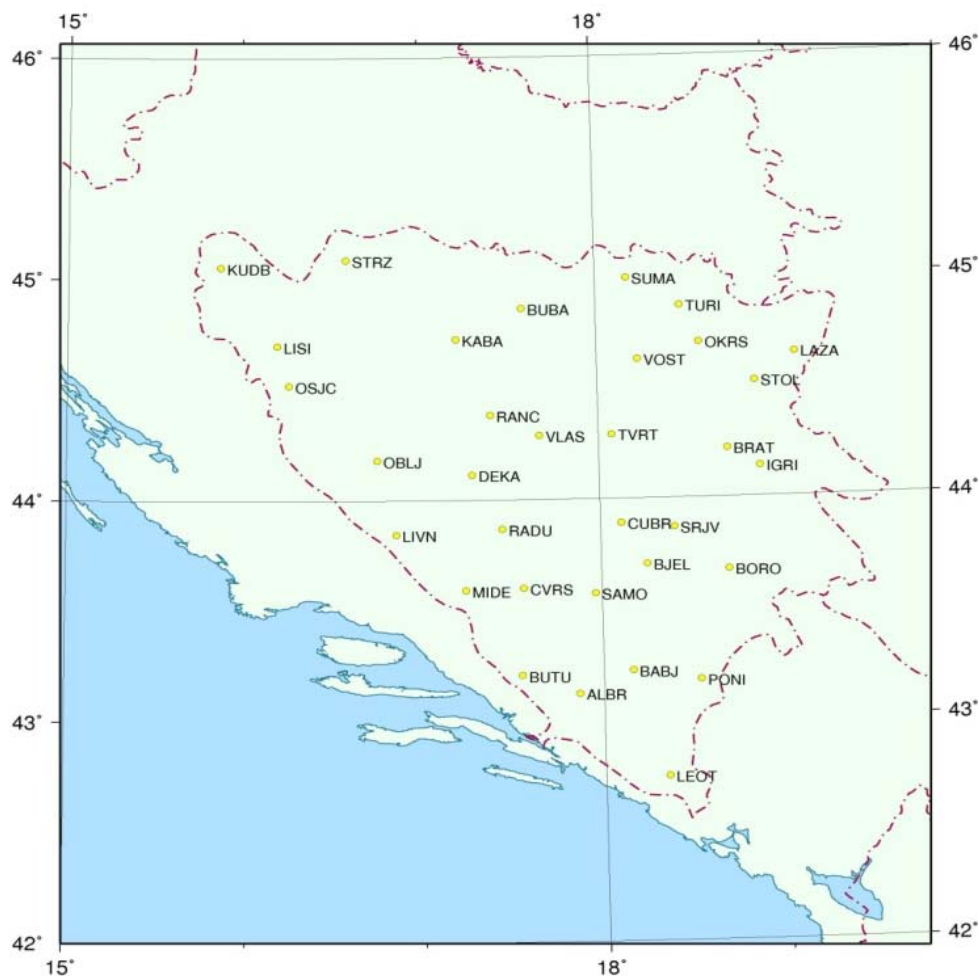 15° 18°
46° 46°
STRZ
KUDB
45° 45°
SUMA
TURI
BUBA
KABA
OKRS
LISI
LAZA
VOST
STOL
OSJC
RANC
VLAS
TVRT
BRAT
OBLJ
IGRI
DEKA
44° 44°
CUBR
SRJV
RADU
LIVN
BJEL
BORO
MIDE
CVRS
SAMO
BABJ
BUTU
PONI
ALBR
43° 43°
LEOT
42° 42°
15° 18°